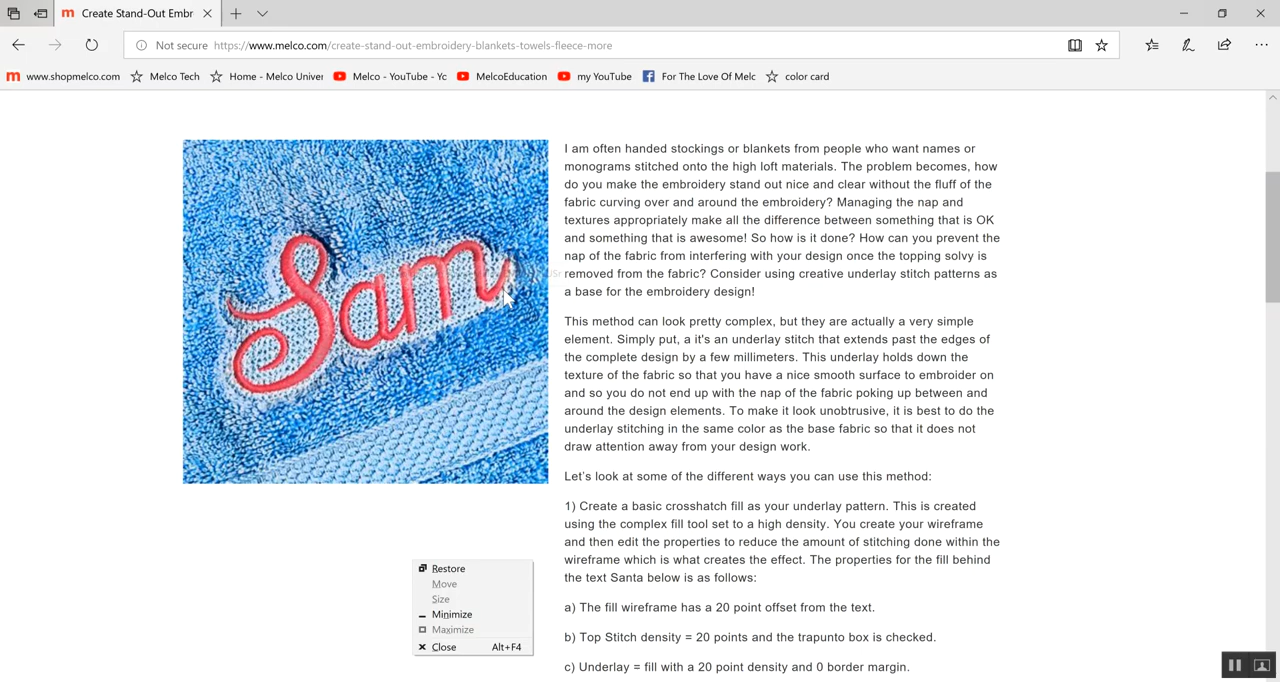 Create Stand-Out Embr
Not secure https://www.melco.com/create-stand-out-embroidery-blankets-towels-fleece-more
m www.shopmelco.com Melco Tech Home - Melco Univer Melco - YouTube - Yc MelcoEducation my YouTube For The Love Of Melc color card
Sam
I am often handed stockings or blankets from people who want names or
monograms stitched onto the high loft materials. The problem becomes, how
do you make the embroidery stand out nice and clear without the fluff of the
fabric curving over and around the embroidery? Managing the nap and
textures appropriately make all the difference between something that is OK
and something that is awesome! So how is it done? How can you prevent the
nap of the fabric from interfering with your design once the topping solvy is
removed from the fabric? Consider using creative underlay stitch patterns as
a base for the embroidery design!
This method can look pretty complex, but they are actually a very simple
element. Simply put, a it's an underlay stitch that extends past the edges of
the complete design by a few millimeters. This underlay holds down the
texture of the fabric so that you have a nice smooth surface to embroider on
and so you do not end up with the nap of the fabric poking up between and
around the design elements. To make it look unobtrusive, it is best to do the
underlay stitching in the same color as the base fabric so that it does not
draw attention away from your design work.
Let's look at some of the different ways you can use this method:
1) Create a basic crosshatch fill as your underlay pattern. This is created
using the complex fill tool set to a high density. You create your wireframe
and then edit the properties to reduce the amount of stitching done within the
wireframe which is what creates the effect. The properties for the fill behind
the text Santa below is as follows:
a) The fill wireframe has a 20 point offset from the text.
b) Top Stitch density = 20 points and the trapunto box is checked.
c) Underlay = fill with a 20 point density and 0 border margin.
Restore
Move
Size
Minimize
Maximize
Close Alt+F4